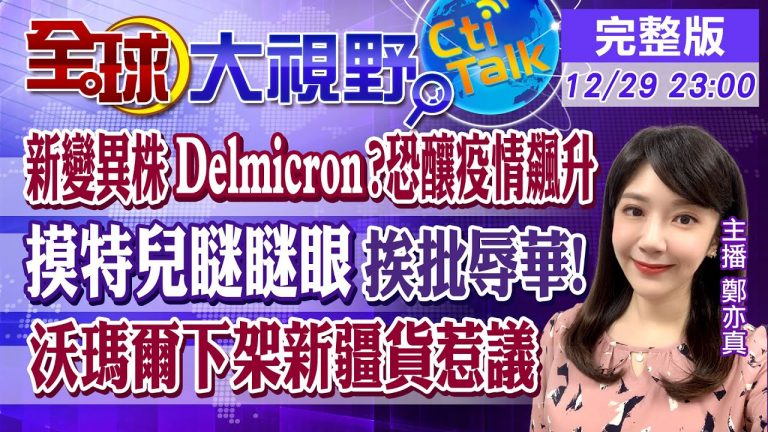 全球大視野
Cti Talk
完整版
12/29 23:00
新變異株 Delmicron?恐釀疫情飆升
摸特兒瞇瞇眼 挨批辱華!
沃瑪爾下架新疆貨惹議
主播 鄭亦真